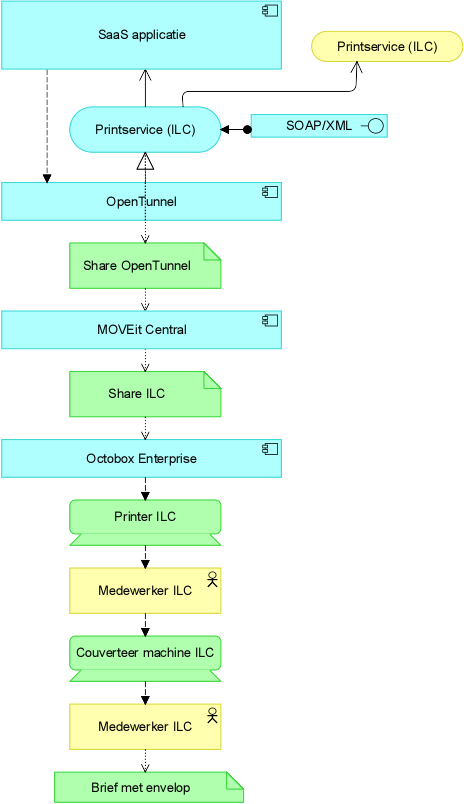 SaaS applicatie
Printservice (ILC)
Printservice (ILC)
SOAP/XML
OpenTunnel
Share OpenTunnel
MOVEit Central
Share ILC
Octobox Enterprise
Printer ILC
Medewerker ILC
Couverteer machine ILC
Medewerker ILC
Brief met envelop